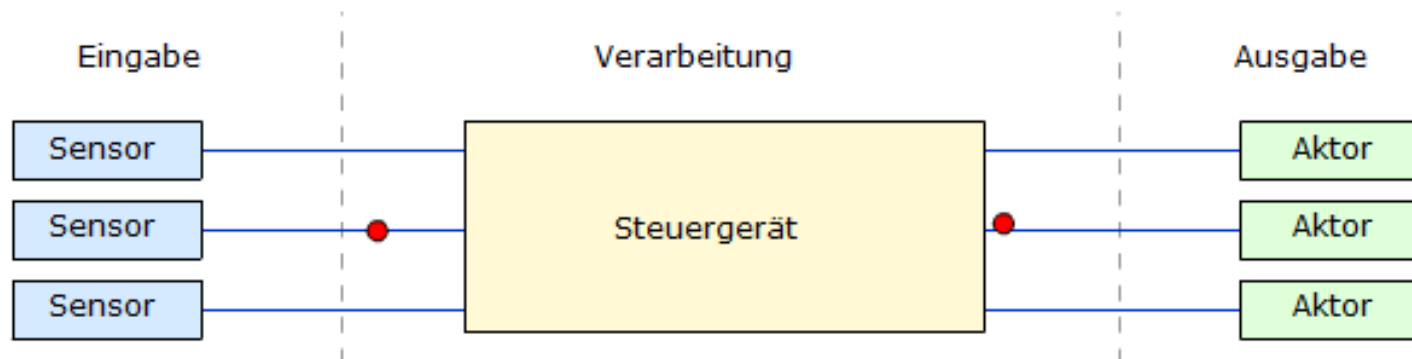 Eingabe
Verarbeitung
Ausgabe
Sensor
Sensor
Sensor
Steuergerät
Aktor
Aktor
Aktor